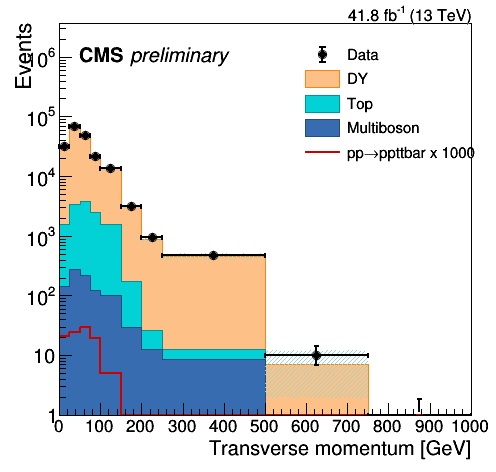 41.8 fb⁻¹ (13 TeV)
CMS preliminary
Events
Data
DY
Top
Multiboson
pp→ppttbar x 1000
10⁶
10⁵
10⁴
10³
10²
10
1
0 100 200 300 400 500 600 700 800 900 1000
Transverse momentum [GeV]